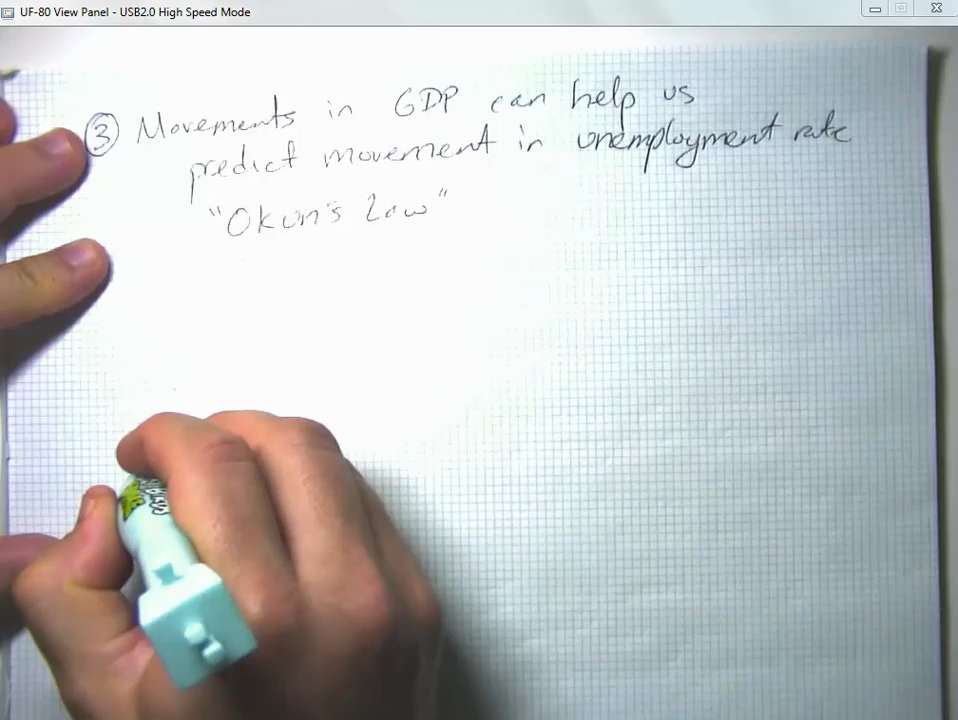 UF-80 View Panel - USB2.0 High Speed Mode
③ Movements in GDP can help us
predict movement in unemployment rate
"Okun's Law"